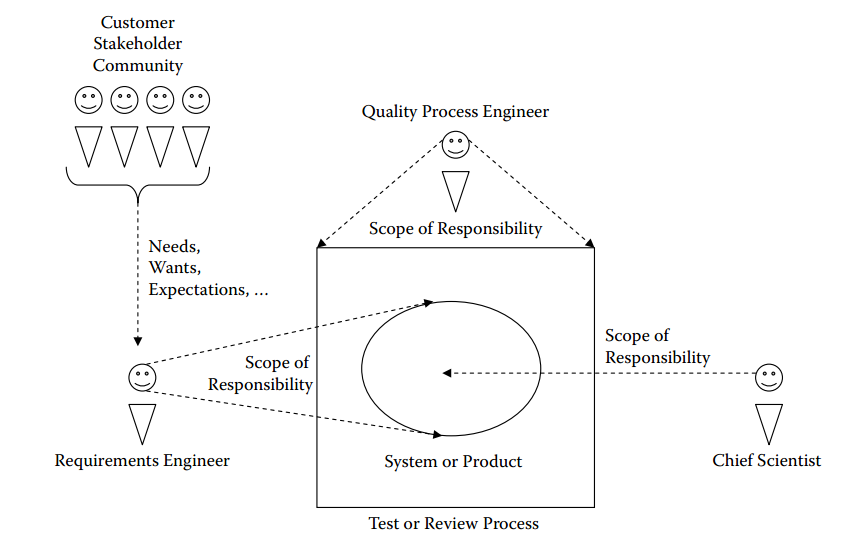 Customer
Stakeholder
Community
Quality Process Engineer
Scope of Responsibility
Needs,
Wants,
Expectations, …
Scope of
Responsibility
Scope of
Responsibility
Requirements Engineer
System or Product
Chief Scientist
Test or Review Process